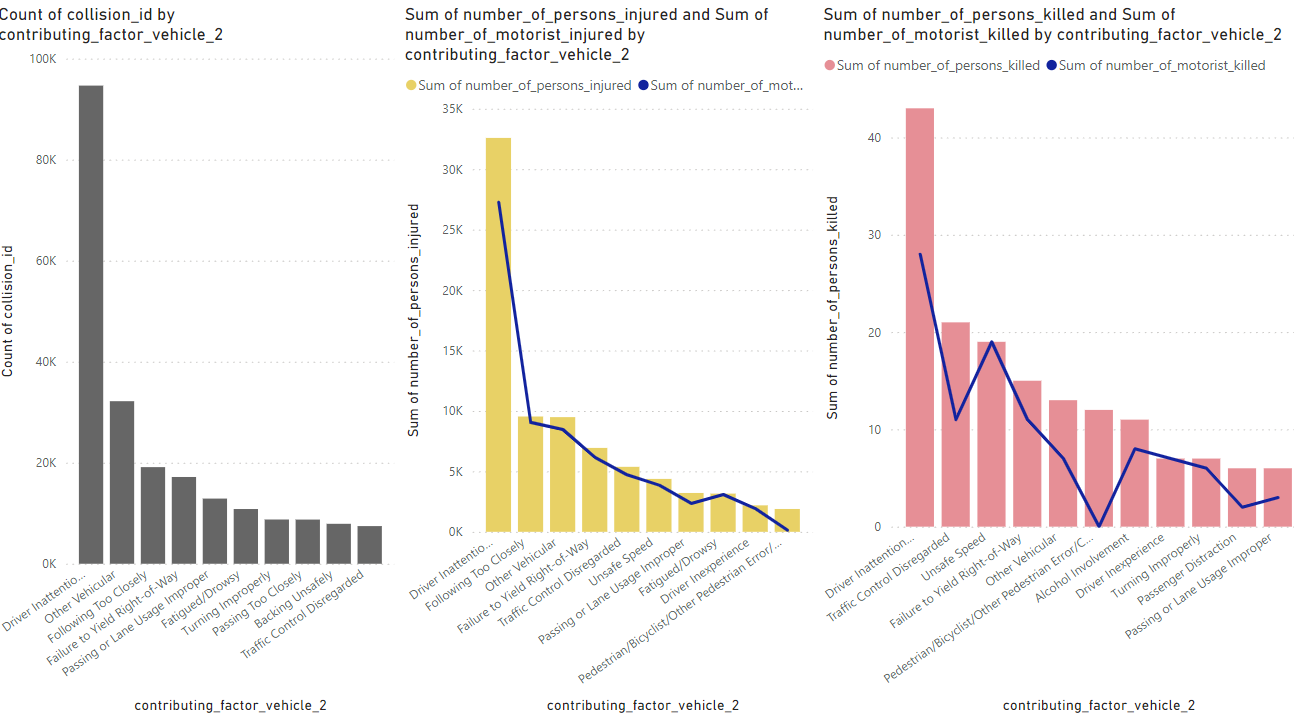 Count of collision_id by
contributing_factor_vehicle_2
100K
80K
60K
40K
20K
0K
Count of collision_id
Driver Inattentio...
Other Vehicular
Following Too Closely
Failure to Yield Right-of-Way
Passing or Lane Usage Improper
Fatigued/Drowsy
Turning Improperly
Passing Too Closely
Backing Unsafely
Traffic Control Disregarded
contributing_factor_vehicle_2
Sum of number_of_persons_injured and Sum of
number_of_motorist_injured by
contributing_factor_vehicle_2
Sum of number_of_persons_injured
Sum of number_of_mot...
35K
30K
25K
20K
15K
10K
5K
0K
Sum of number_of_persons_injured
Driver Inattentio...
Following Too Closely
Other Vehicular
Failure to Yield Right-of-Way
Traffic Control Disregarded
Unsafe Speed
Passing or Lane Usage Improper
Fatigued/Drowsy
Driver Inexperience
Pedestrian/Bicyclist/Other Pedestrian Error/...
contributing_factor_vehicle_2
Sum of number_of_persons_killed and Sum of
number_of_motorist_killed by contributing_factor_vehicle_2
Sum of number_of_persons_killed
Sum of number_of_motorist_killed
40
30
20
10
0
Sum of number_of_persons_killed
Driver Inattention...
Traffic Control Disregarded
Unsafe Speed
Failure to Yield Right-of-Way
Other Vehicular
Pedestrian/Bicyclist/Other Pedestrian Error/C...
Alcohol Involvement
Driver Inexperience
Turning Improperly
Passenger Distraction
Passing or Lane Usage Improper
contributing_factor_vehicle_2